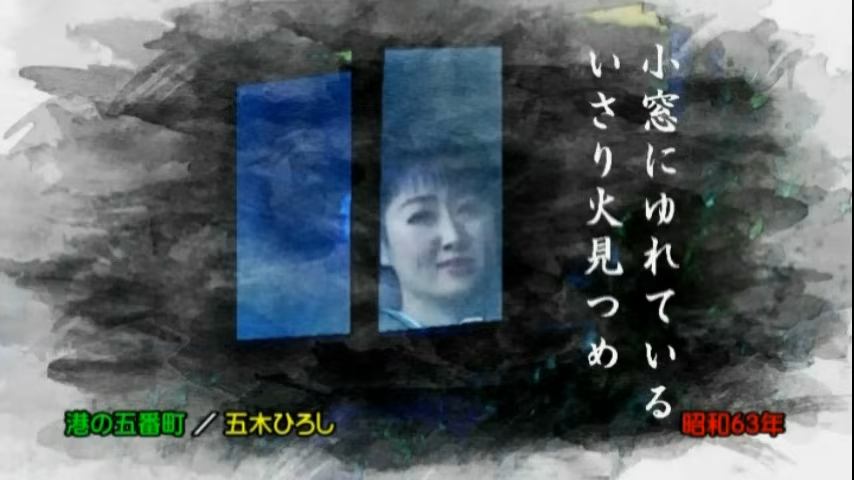 小窓にゆれている
いさり火見つめ
港の五番町／五木ひろし
昭和63年